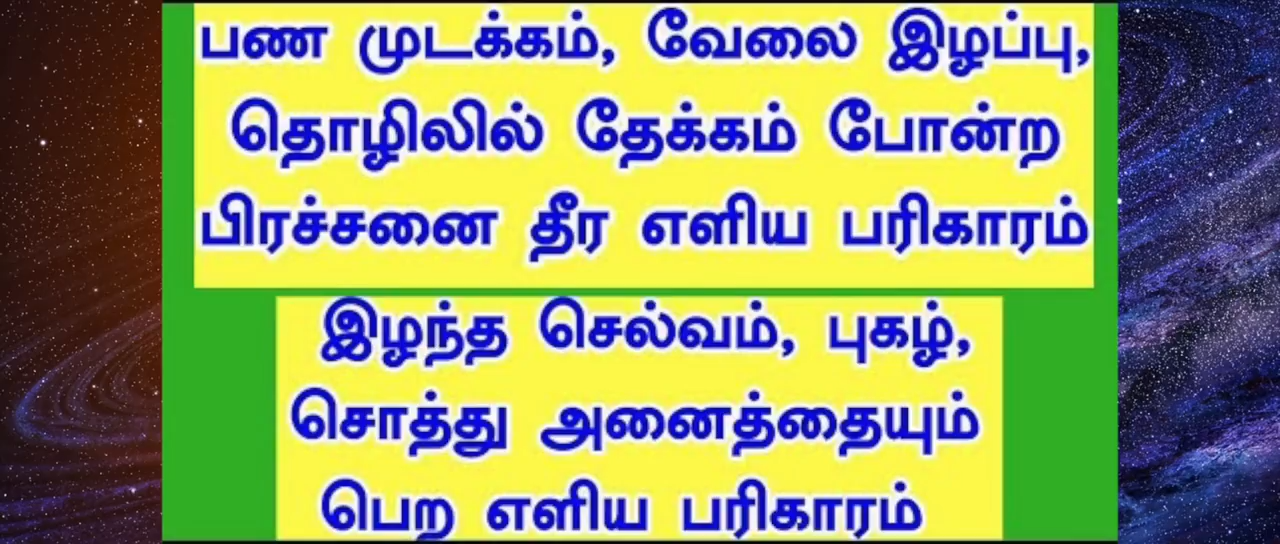 பண முடக்கம், வேலை இழப்பு,
தொழிலில் தேக்கம் போன்ற
பிரச்சனை தீர எளிய பரிகாரம்
இழந்த செல்வம், புகழ்,
சொத்து அனைத்தையும்
பெற எளிய பரிகாரம்